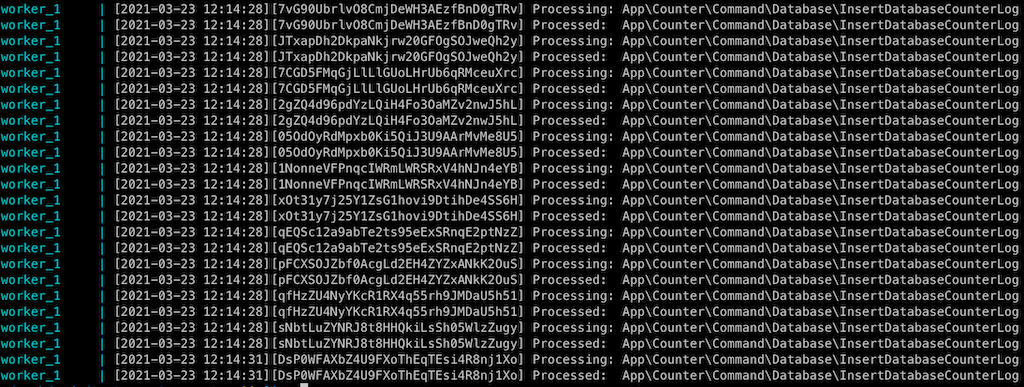 worker_1 | [2021-03-23 12:14:28][7vG90UbrlvO8CmjDeWH3AEzfBnD0gTRv] Processing: App\Counter\Command\Database\InsertDatabaseCounterLog
worker_1 | [2021-03-23 12:14:28][7vG90UbrlvO8CmjDeWH3AEzfBnD0gTRv] Processed: App\Counter\Command\Database\InsertDatabaseCounterLog
worker_1 | [2021-03-23 12:14:28][JTxapDh2DkpaNkjrw20GFOgSOJweQh2y] Processing: App\Counter\Command\Database\InsertDatabaseCounterLog
worker_1 | [2021-03-23 12:14:28][JTxapDh2DkpaNkjrw20GFOgSOJweQh2y] Processed: App\Counter\Command\Database\InsertDatabaseCounterLog
worker_1 | [2021-03-23 12:14:28][7CGD5FMqGjLlLlGUoLHrUb6qRMceuXrc] Processing: App\Counter\Command\Database\InsertDatabaseCounterLog
worker_1 | [2021-03-23 12:14:28][7CGD5FMqGjLlLlGUoLHrUb6qRMceuXrc] Processed: App\Counter\Command\Database\InsertDatabaseCounterLog
worker_1 | [2021-03-23 12:14:28][2gZQ4d96pdYzLQiH4Fo3OaMZv2nwJ5hL] Processing: App\Counter\Command\Database\InsertDatabaseCounterLog
worker_1 | [2021-03-23 12:14:28][2gZQ4d96pdYzLQiH4Fo3OaMZv2nwJ5hL] Processed: App\Counter\Command\Database\InsertDatabaseCounterLog
worker_1 | [2021-03-23 12:14:28][05OdOyRdMpxb0Ki5QiJ3U9AArMvMe8U5] Processing: App\Counter\Command\Database\InsertDatabaseCounterLog
worker_1 | [2021-03-23 12:14:28][05OdOyRdMpxb0Ki5QiJ3U9AArMvMe8U5] Processed: App\Counter\Command\Database\InsertDatabaseCounterLog
worker_1 | [2021-03-23 12:14:28][1NonneVFPnqcIWRmLWRSRxV4hNJn4eYB] Processing: App\Counter\Command\Database\InsertDatabaseCounterLog
worker_1 | [2021-03-23 12:14:28][1NonneVFPnqcIWRmLWRSRxV4hNJn4eYB] Processed: App\Counter\Command\Database\InsertDatabaseCounterLog
worker_1 | [2021-03-23 12:14:28][xOt31y7j25Y1ZsG1hovi9DtihDe4SS6H] Processing: App\Counter\Command\Database\InsertDatabaseCounterLog
worker_1 | [2021-03-23 12:14:28][xOt31y7j25Y1ZsG1hovi9DtihDe4SS6H] Processed: App\Counter\Command\Database\InsertDatabaseCounterLog
worker_1 | [2021-03-23 12:14:28][qEQSc12a9abTe2ts95eExSRnqE2ptNzZ] Processing: App\Counter\Command\Database\InsertDatabaseCounterLog
worker_1 | [2021-03-23 12:14:28][qEQSc12a9abTe2ts95eExSRnqE2ptNzZ] Processed: App\Counter\Command\Database\InsertDatabaseCounterLog
worker_1 | [2021-03-23 12:14:28][pFCXSOJZbf0AcgLd2EH4ZYZxANkK2OuS] Processing: App\Counter\Command\Database\InsertDatabaseCounterLog
worker_1 | [2021-03-23 12:14:28][pFCXSOJZbf0AcgLd2EH4ZYZxANkK2OuS] Processed: App\Counter\Command\Database\InsertDatabaseCounterLog
worker_1 | [2021-03-23 12:14:28][qfHzZU4NyYKcR1RX4q55rh9JMDaU5h51] Processing: App\Counter\Command\Database\InsertDatabaseCounterLog
worker_1 | [2021-03-23 12:14:28][qfHzZU4NyYKcR1RX4q55rh9JMDaU5h51] Processed: App\Counter\Command\Database\InsertDatabaseCounterLog
worker_1 | [2021-03-23 12:14:28][sNbtLuZYNRJ8t8HHQkiLsSh05WlzZugy] Processing: App\Counter\Command\Database\InsertDatabaseCounterLog
worker_1 | [2021-03-23 12:14:28][sNbtLuZYNRJ8t8HHQkiLsSh05WlzZugy] Processed: App\Counter\Command\Database\InsertDatabaseCounterLog
worker_1 | [2021-03-23 12:14:31][DsP0WFAXbZ4U9FXoThEqTEsi4R8nj1Xo] Processing: App\Counter\Command\Database\InsertDatabaseCounterLog
worker_1 | [2021-03-23 12:14:31][DsP0WFAXbZ4U9FXoThEqTEsi4R8nj1Xo] Processed: App\Counter\Command\Database\InsertDatabaseCounterLog